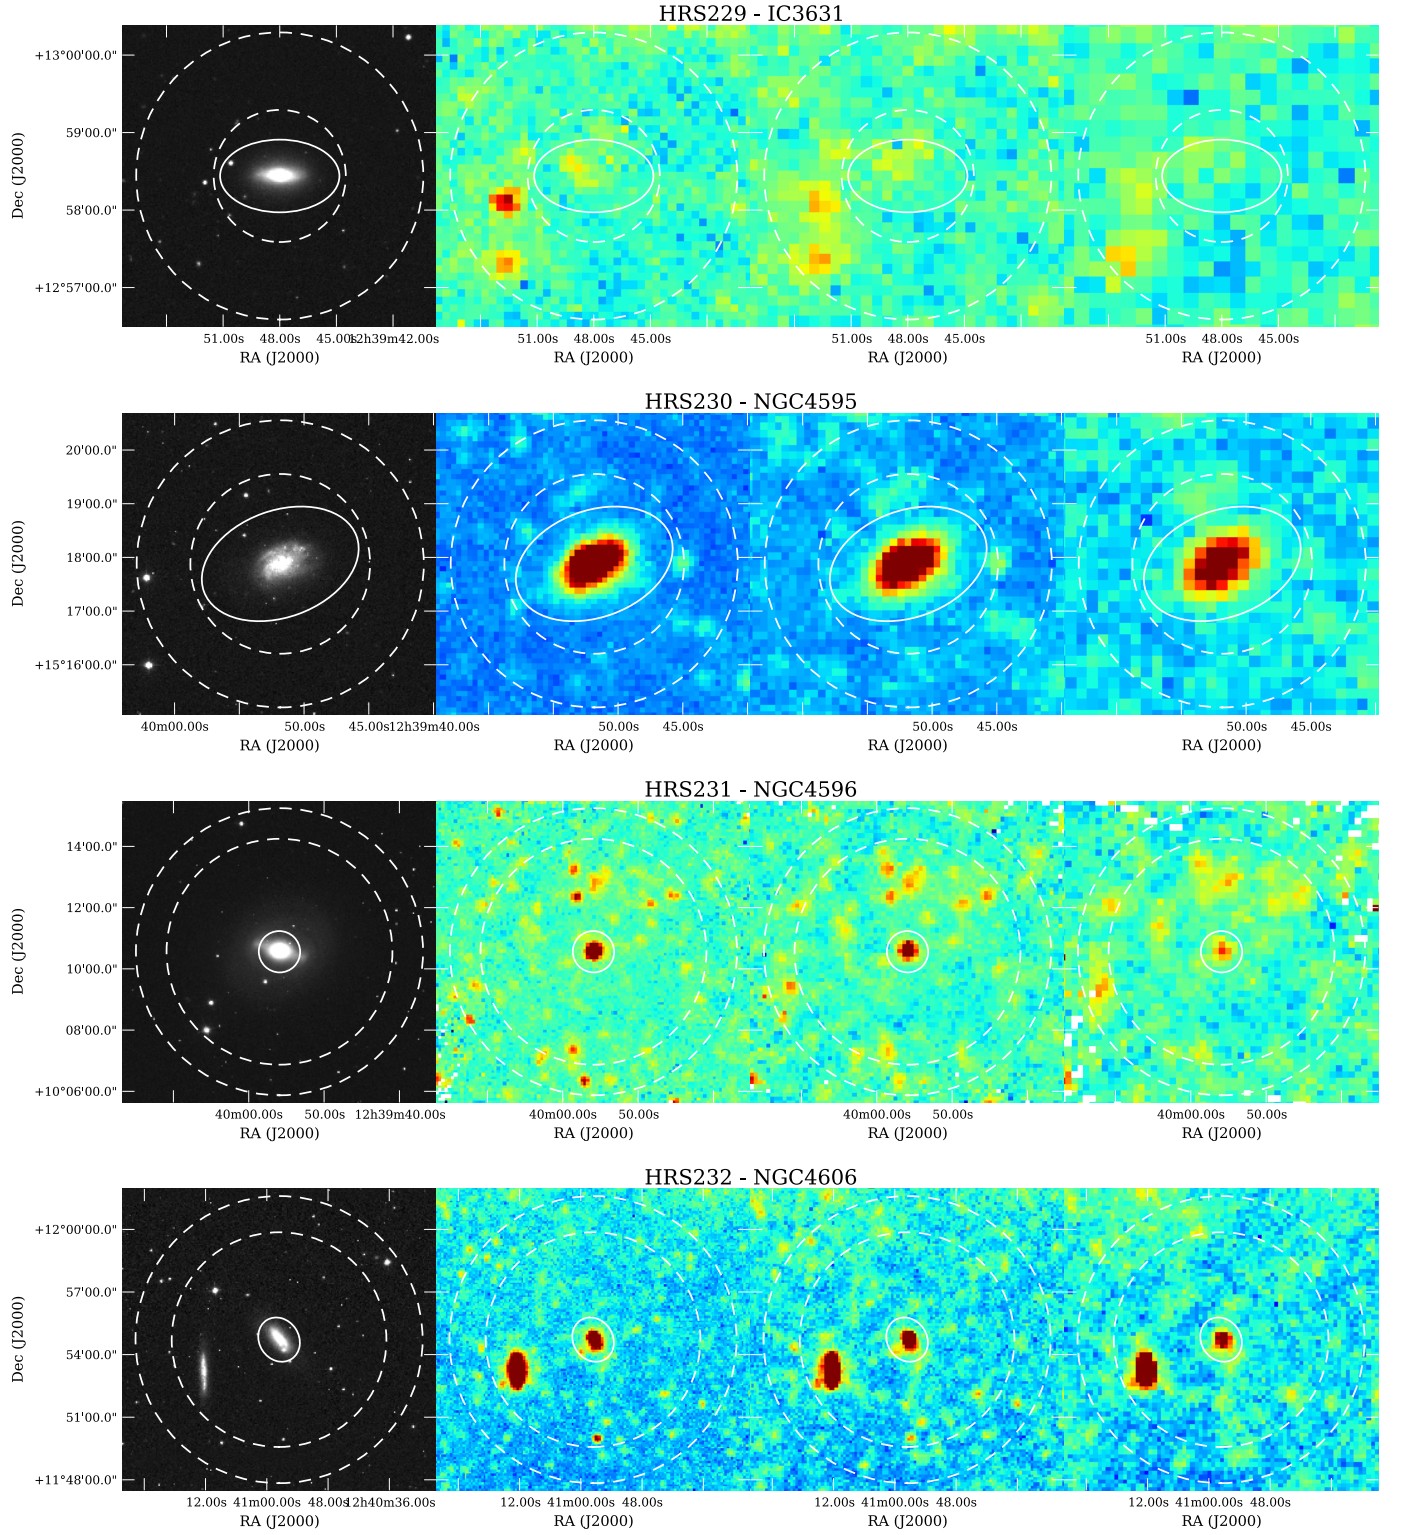 HRS229 - IC3631
+13°00'00.0"
59'00.0"
58'00.0"
+12°57'00.0"
Dec (J2000)
51.00s 48.00s 45.00s 12h39m42.00s 51.00s 48.00s 45.00s 51.00s 48.00s 45.00s 51.00s 48.00s 45.00s
RA (J2000) RA (J2000) RA (J2000) RA (J2000)
HRS230 - NGC4595
20'00.0"
19'00.0"
18'00.0"
17'00.0"
+15°16'00.0"
Dec (J2000)
40m00.00s 50.00s 45.00s 12h39m40.00s 50.00s 45.00s 50.00s 45.00s 50.00s 45.00s
RA (J2000) RA (J2000) RA (J2000) RA (J2000)
HRS231 - NGC4596
14'00.0"
12'00.0"
10'00.0"
08'00.0"
+10°06'00.0"
Dec (J2000)
40m00.00s 50.00s 12h39m40.00s 40m00.00s 50.00s 40m00.00s 50.00s 40m00.00s 50.00s
RA (J2000) RA (J2000) RA (J2000) RA (J2000)
HRS232 - NGC4606
+12°00'00.0"
57'00.0"
54'00.0"
51'00.0"
+11°48'00.0"
Dec (J2000)
12.00s 41m00.00s 48.00s 12h40m36.00s 12.00s 41m00.00s 48.00s 12.00s 41m00.00s 48.00s 12.00s 41m00.00s 48.00s
RA (J2000) RA (J2000) RA (J2000) RA (J2000)